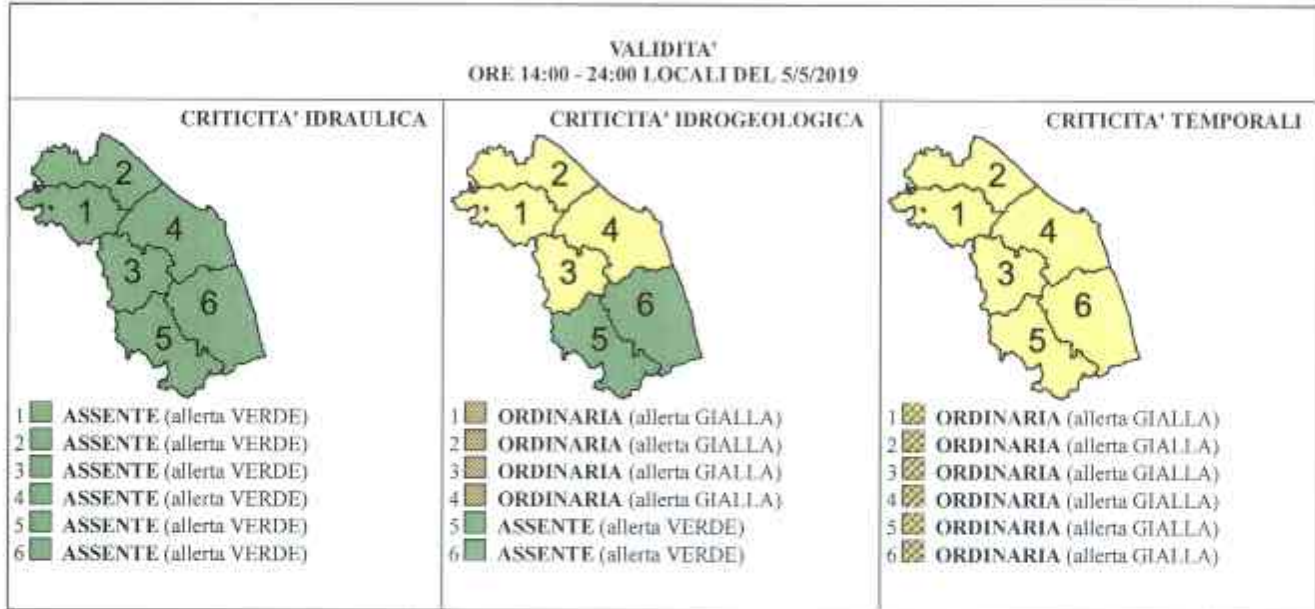 VALIDITA'
ORE 14:00 - 24:00 LOCALI DEL 5/5/2019
CRITICITA' IDRAULICA
2
1
4
3
6
5
1 ASSENTE (allerta VERDE)
2 ASSENTE (allerta VERDE)
3 ASSENTE (allerta VERDE)
4 ASSENTE (allerta VERDE)
5 ASSENTE (allerta VERDE)
6 ASSENTE (allerta VERDE)
CRITICITA' IDROGEOLOGICA
2
1
4
3
6
5
1 ORDINARIA (allerta GIALLA)
2 ORDINARIA (allerta GIALLA)
3 ORDINARIA (allerta GIALLA)
4 ORDINARIA (allerta GIALLA)
5 ASSENTE (allerta VERDE)
6 ASSENTE (allerta VERDE)
CRITICITA' TEMPORALI
2
1
4
3
6
5
1 ORDINARIA (allerta GIALLA)
2 ORDINARIA (allerta GIALLA)
3 ORDINARIA (allerta GIALLA)
4 ORDINARIA (allerta GIALLA)
5 ORDINARIA (allerta GIALLA)
6 ORDINARIA (allerta GIALLA)